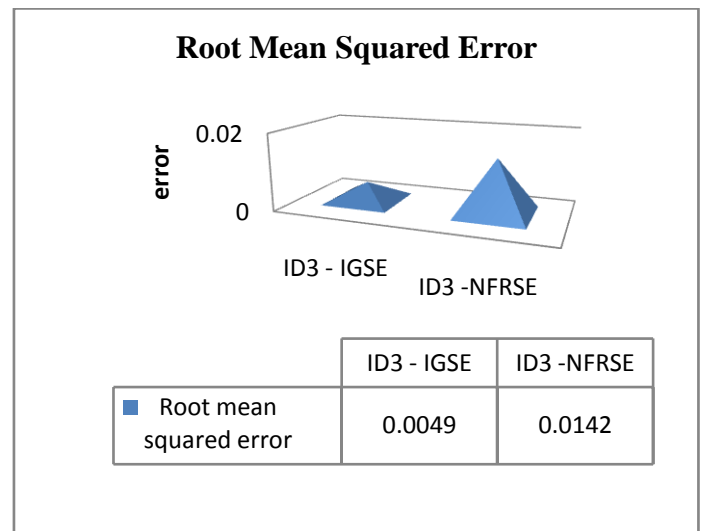 Root Mean Squared Error
error
0.02
0
ID3 - IGSE
ID3 -NFRSE
ID3 - IGSE ID3 -NFRSE
Root mean
squared error
0.0049 0.0142